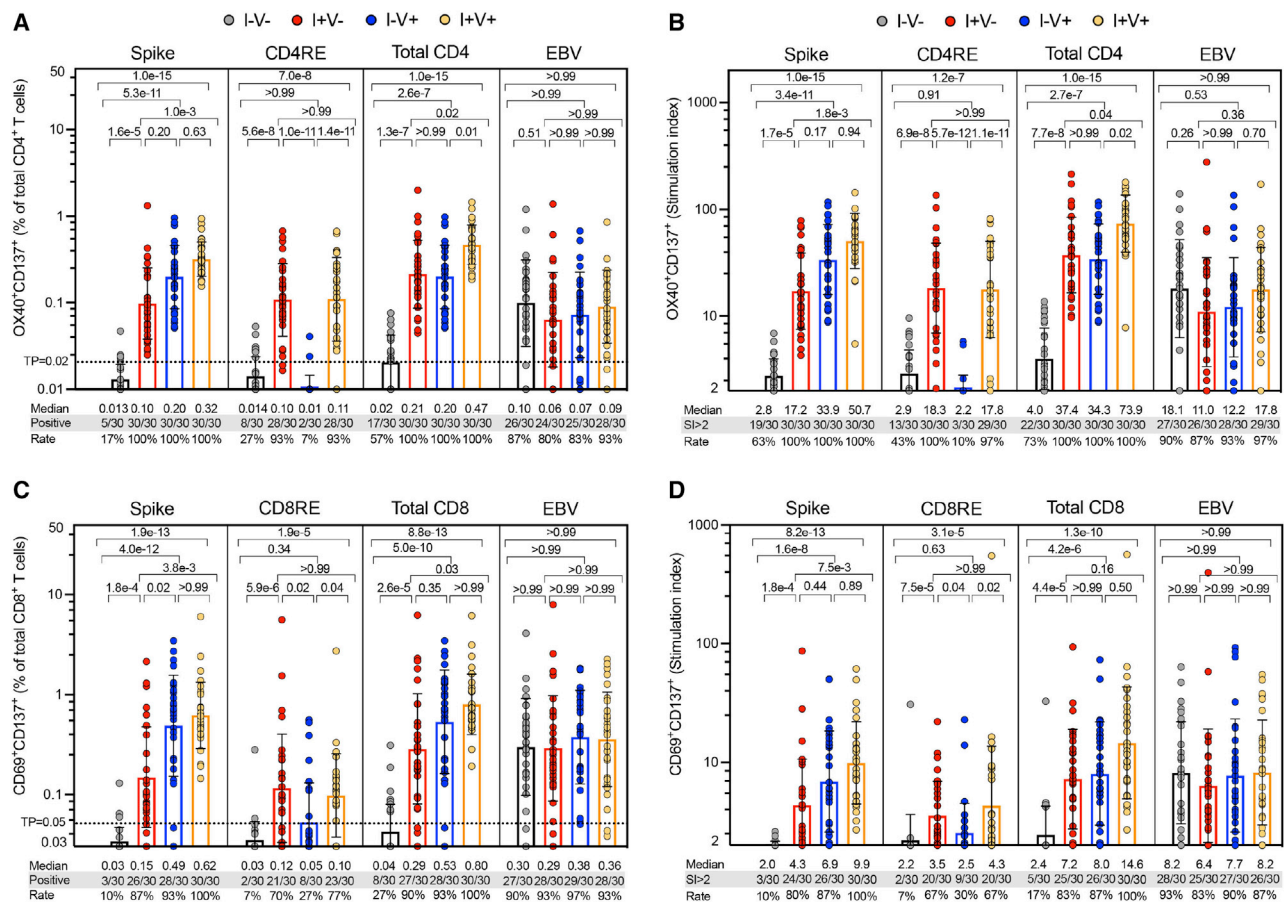 I-V- I+V- I-V+ I+V+
A
Spike CD4RE Total CD4 EBV
OX40+CD137+ (% of total CD4+ T cells)
50
10
1
0.1
TP=0.02
0.01
1.0e-15 7.0e-8 1.0e-15 >0.99
5.3e-11 >0.99 2.6e-7 >0.99
1.0e-3 >0.99 0.02 >0.99
1.6e-5 0.20 0.63 5.6e-8 1.0e-11 1.4e-11 1.3e-7 >0.99 0.01 0.51 >0.99 >0.99
Median 0.013 0.10 0.20 0.32 0.014 0.10 0.01 0.11 0.02 0.21 0.20 0.47 0.10 0.06 0.07 0.09
Positive 5/30 30/30 30/30 30/30 8/30 28/30 2/30 28/30 17/30 30/30 30/30 30/30 26/30 24/30 25/30 28/30
Rate 17% 100% 100% 100% 27% 93% 7% 93% 57% 100% 100% 100% 87% 80% 83% 93%
I-V- I+V- I-V+ I+V+
B
Spike CD4RE Total CD4 EBV
OX40+CD137+ (Stimulation index)
1000
100
10
2
1.0e-15 1.2e-7 1.0e-15 >0.99
3.4e-11 0.91 2.7e-7 0.53
1.8e-3 >0.99 0.04 0.36
1.7e-5 0.17 0.94 6.9e-8 5.7e-12 1.1e-11 7.7e-8 >0.99 0.02 0.26 >0.99 0.70
Median 2.8 17.2 33.9 50.7 2.9 18.3 2.2 17.8 4.0 37.4 34.3 73.9 18.1 11.0 12.2 17.8
SI>2 19/30 30/30 30/30 30/30 13/30 30/30 3/30 29/30 22/30 30/30 30/30 30/30 27/30 26/30 28/30 29/30
Rate 63% 100% 100% 100% 43% 100% 10% 97% 73% 100% 100% 100% 90% 87% 93% 97%
C
Spike CD8RE Total CD8 EBV
CD69+CD137+ (% of total CD8+ T cells)
50
10
1
0.1
TP=0.05
0.03
1.9e-13 1.9e-5 8.8e-13 >0.99
4.0e-12 0.34 5.0e-10 >0.99
3.8e-3 >0.99 0.03 >0.99
1.8e-4 0.02 >0.99 5.9e-6 0.02 0.04 2.6e-5 0.35 >0.99 >0.99 >0.99 >0.99
Median 0.03 0.15 0.49 0.62 0.03 0.12 0.05 0.10 0.04 0.29 0.53 0.80 0.30 0.29 0.38 0.36
Positive 3/30 26/30 28/30 30/30 2/30 21/30 8/30 23/30 8/30 27/30 28/30 30/30 27/30 28/30 29/30 28/30
Rate 10% 87% 93% 100% 7% 70% 27% 77% 27% 90% 93% 100% 90% 93% 97% 93%
D
Spike CD8RE Total CD8 EBV
CD69+CD137+ (Stimulation index)
1000
100
10
2
8.2e-13 3.1e-5 1.3e-10 >0.99
1.6e-8 0.63 4.2e-6 >0.99
7.5e-3 >0.99 0.16 >0.99
1.8e-4 0.44 0.89 7.5e-5 0.04 0.02 4.4e-5 >0.99 0.50 >0.99 >0.99 >0.99
Median 2.0 4.3 6.9 9.9 2.2 3.5 2.5 4.3 2.4 7.2 8.0 14.6 8.2 6.4 7.7 8.2
SI>2 3/30 24/30 26/30 30/30 2/30 20/30 9/30 20/30 5/30 25/30 26/30 30/30 28/30 25/30 27/30 26/30
Rate 10% 80% 87% 100% 7% 67% 30% 67% 17% 83% 87% 100% 93% 83% 90% 87%